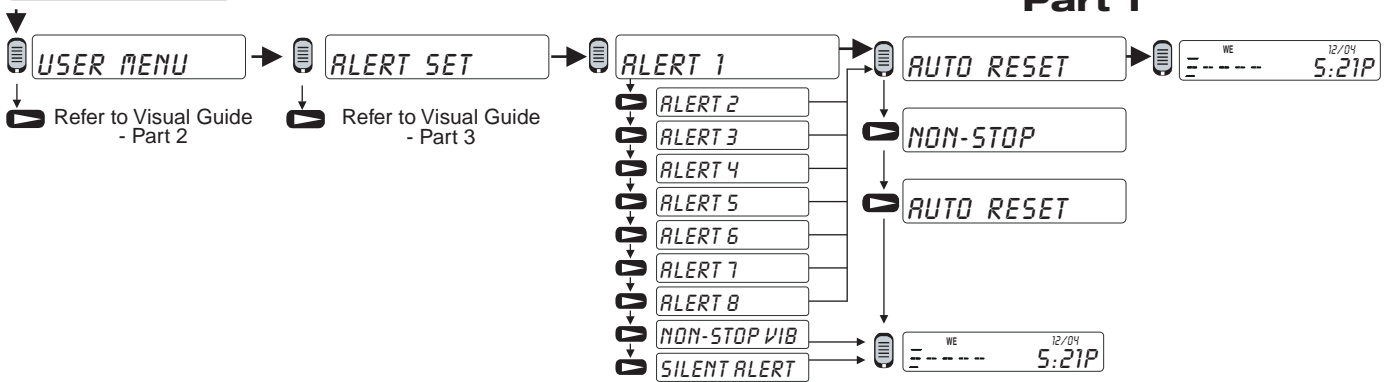 Part 1
USER MENU
ALERT SET
ALERT 1
AUTO RESET
WE 12/04
5:21P
Refer to Visual Guide
- Part 2
Refer to Visual Guide
- Part 3
ALERT 2
ALERT 3
ALERT 4
ALERT 5
ALERT 6
ALERT 7
ALERT 8
NON-STOP VIB
SILENT ALERT
NON-STOP
AUTO RESET
WE 12/04
5:21P